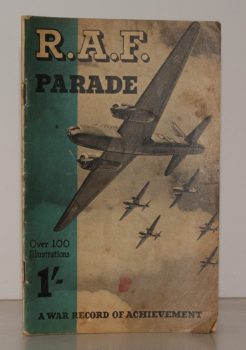 R.A.F.
PARADE
Over 100
Illustrations
1/-
A WAR RECORD OF ACHIEVEMENT